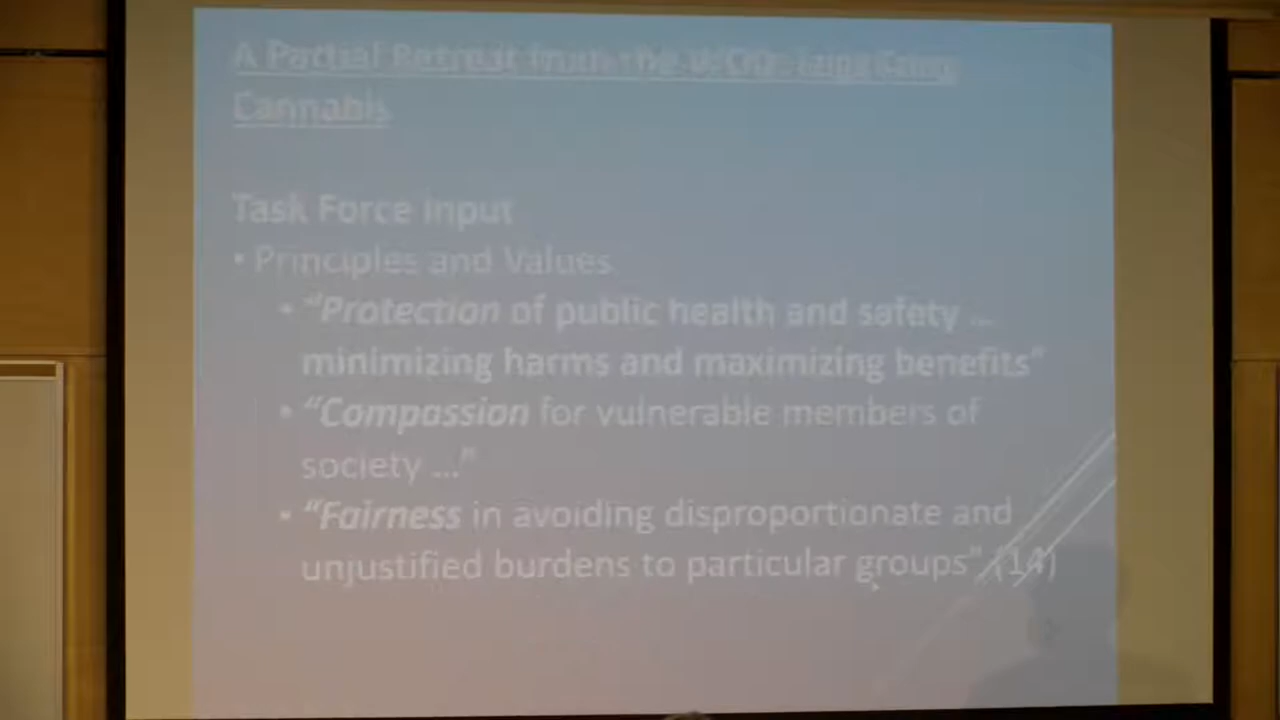 A Partial Retreat from the
Cannabis
Task Force Input
• Principles and Values
• "Protection of public health and safety ...
minimizing harms and maximizing benefits"
• "Compassion for vulnerable members of
society ..."
• "Fairness in avoiding disproportionate and
unjustified burdens to particular groups" (14)